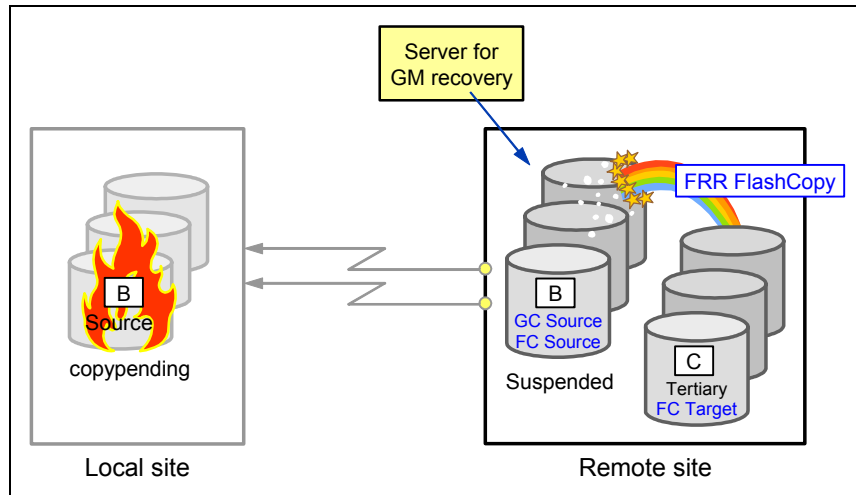 Server for
GM recovery
FRR FlashCopy
B
Source
copypending
B
GC Source
FC Source
Suspended
C
Tertiary
FC Target
Local site
Remote site